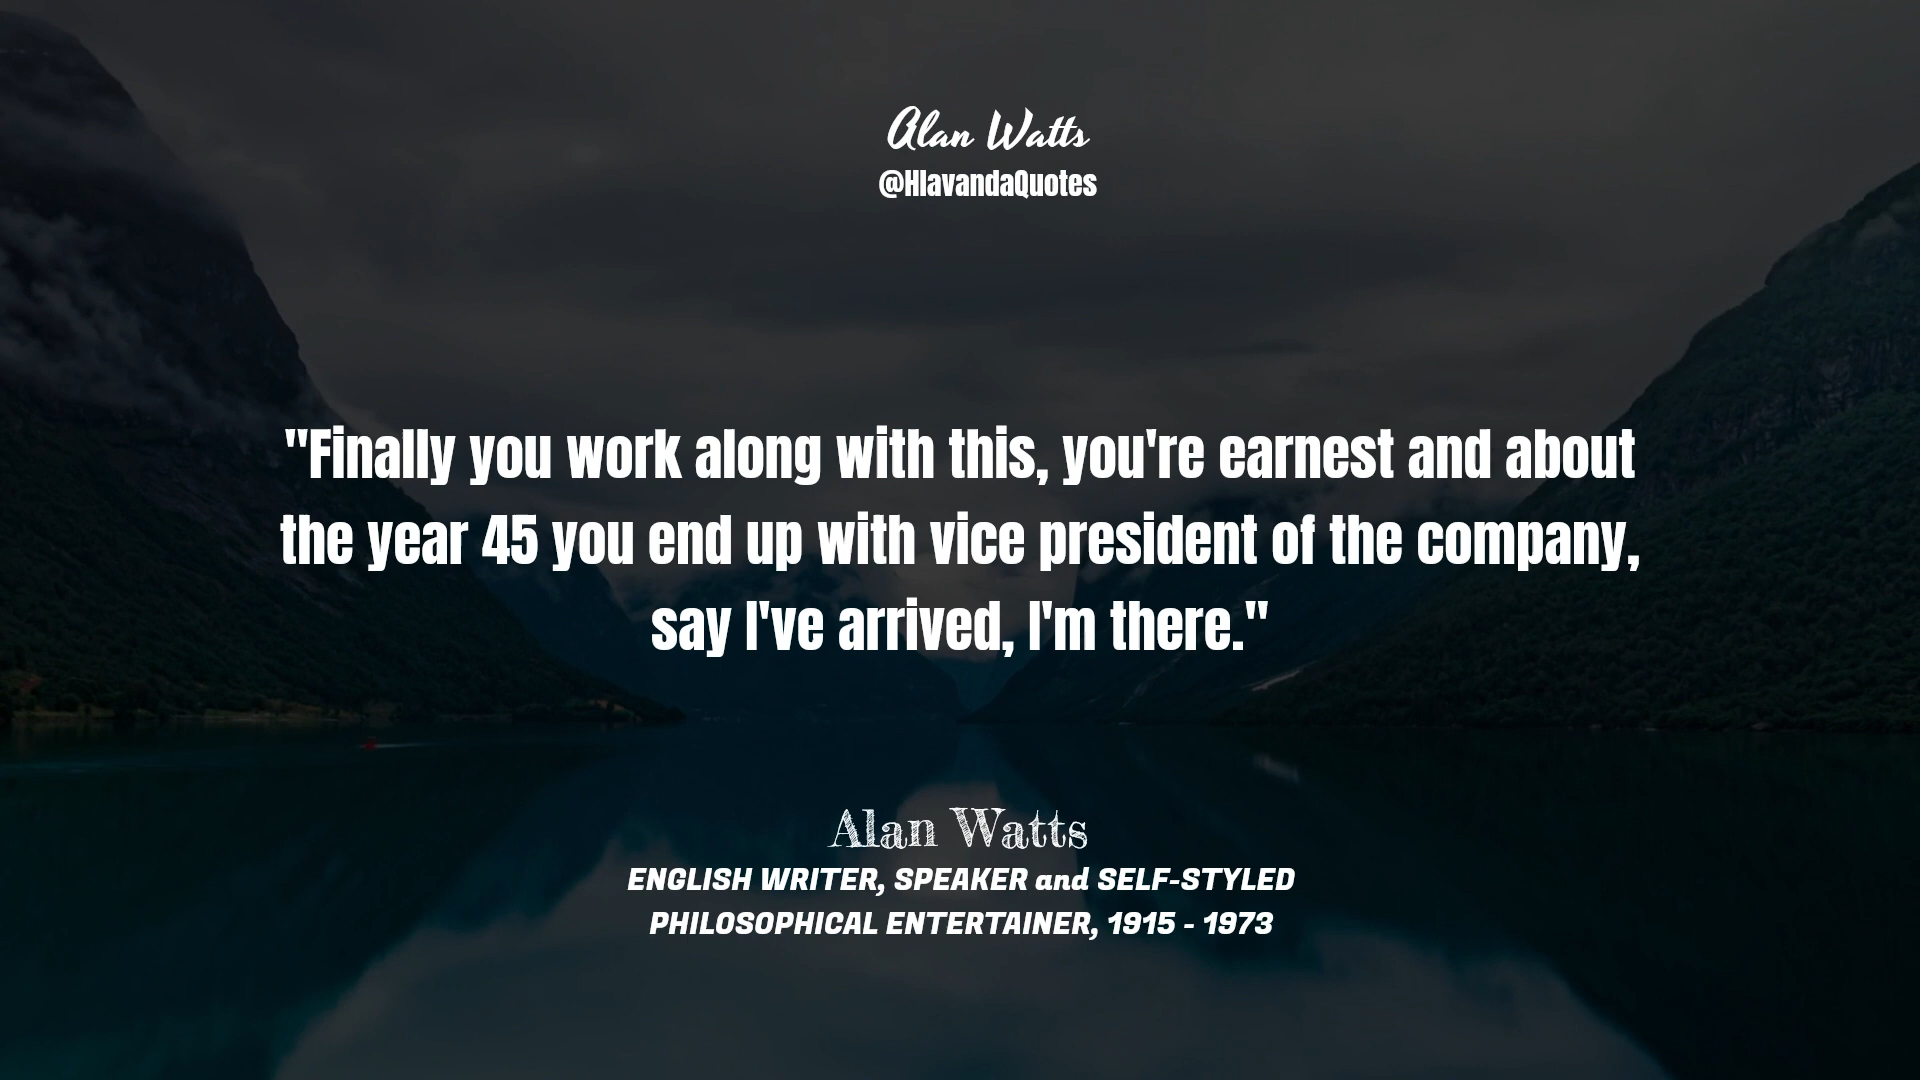 Alan Watts
@HlavandaQuotes
"Finally you work along with this, you're earnest and about
the year 45 you end up with vice president of the company,
say I've arrived, I'm there."
Alan Watts
ENGLISH WRITER, SPEAKER and SELF-STYLED
PHILOSOPHICAL ENTERTAINER, 1915 - 1973